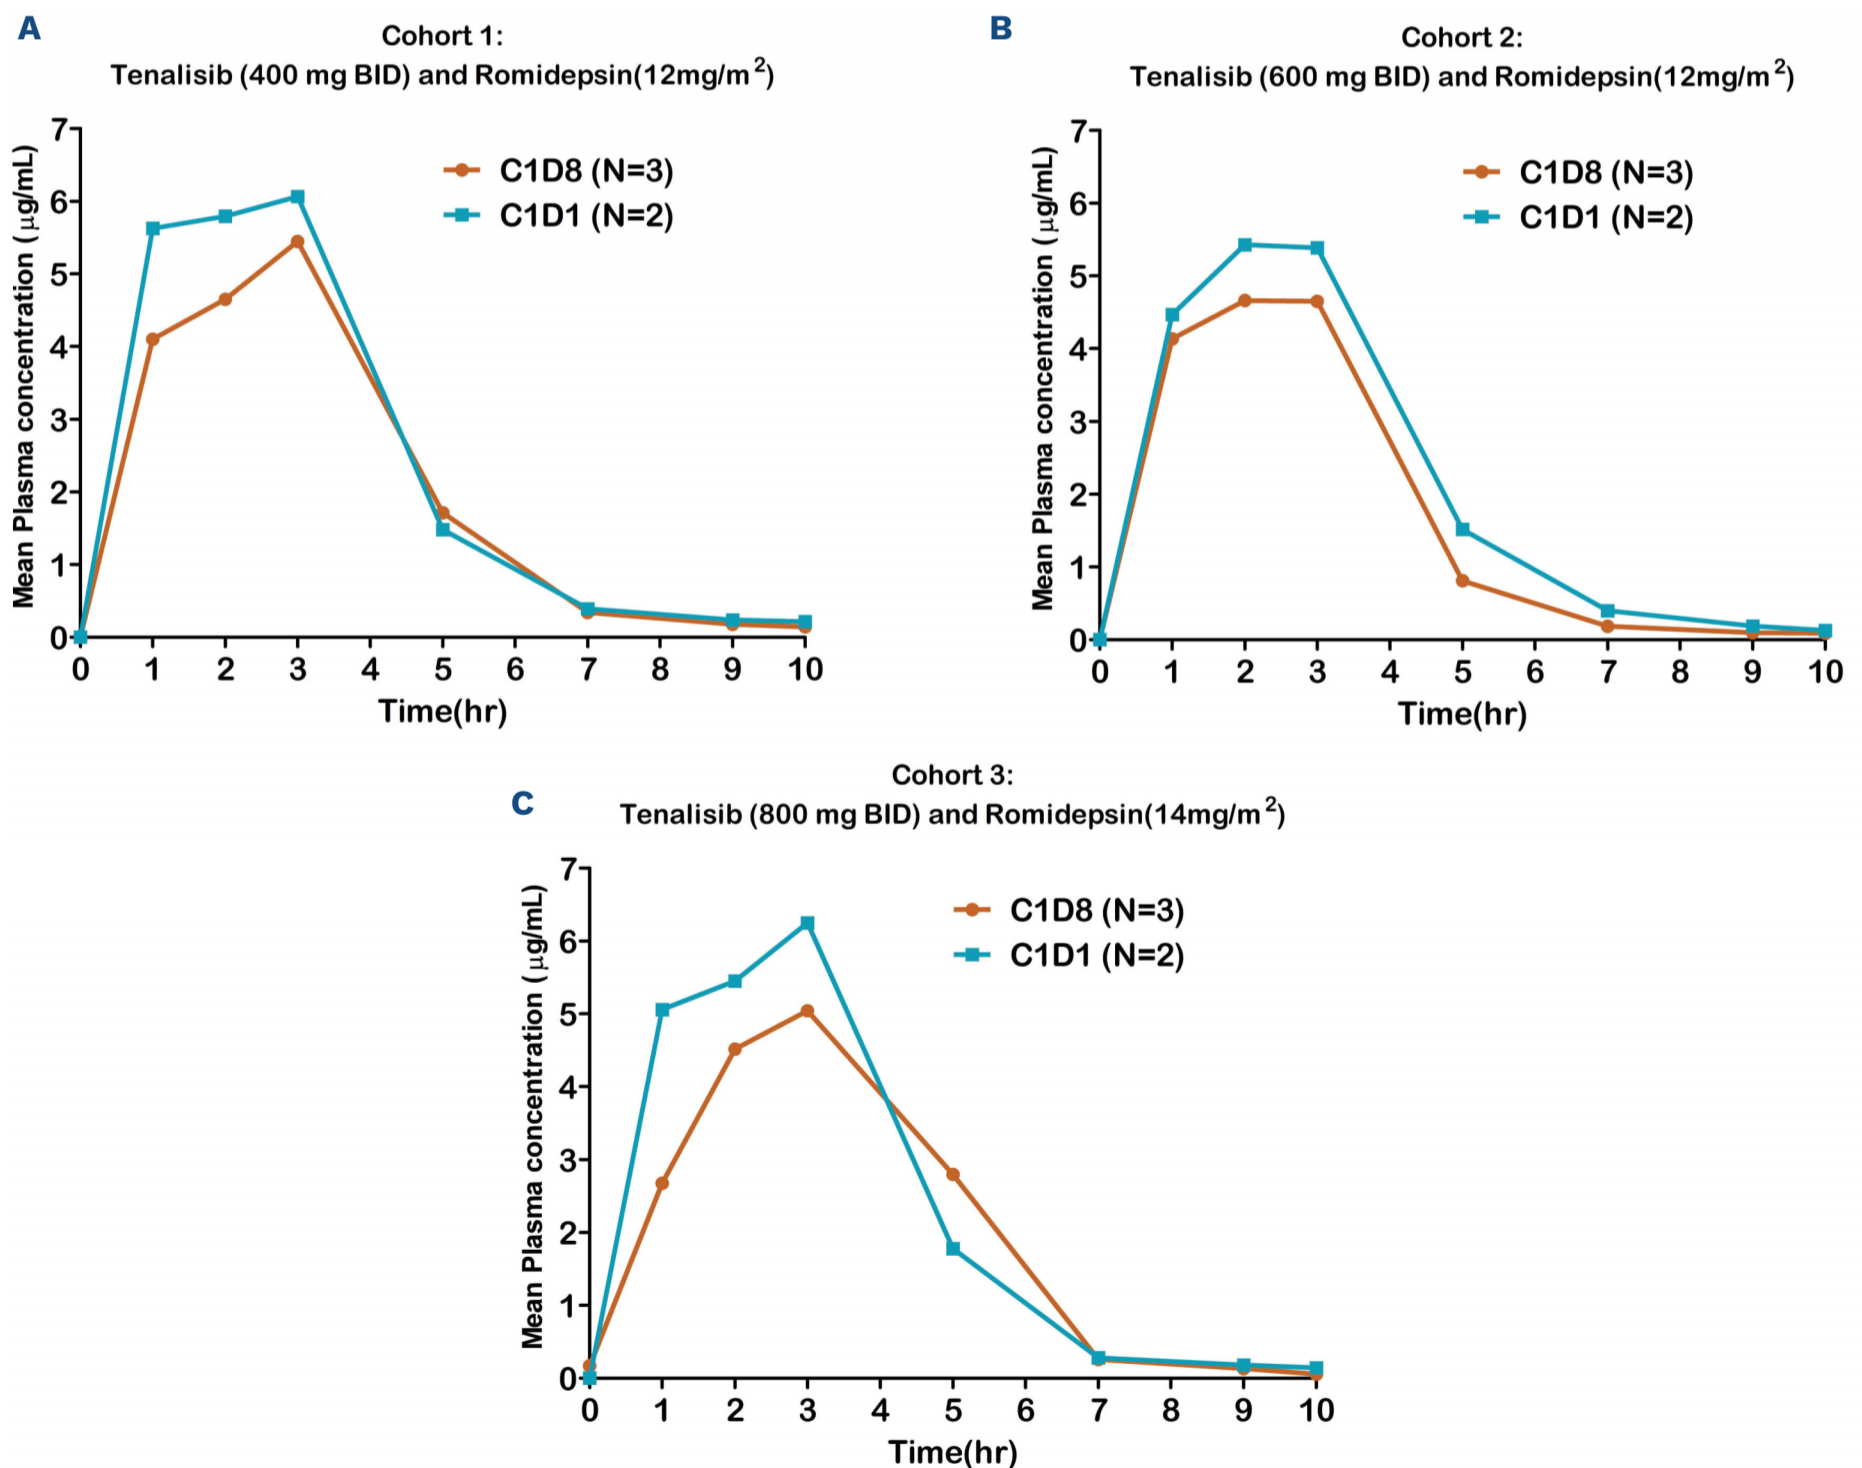 A
Cohort 1:
Tenalisib (400 mg BID) and Romidepsin(12mg/m²)
Mean Plasma concentration (μg/mL)
7
6
5
4
3
2
1
0
C1D8 (N=3)
C1D1 (N=2)
0 1 2 3 4 5 6 7 8 9 10
Time(hr)
B
Cohort 2:
Tenalisib (600 mg BID) and Romidepsin(12mg/m²)
Mean Plasma concentration (μg/mL)
7
6
5
4
3
2
1
0
C1D8 (N=3)
C1D1 (N=2)
0 1 2 3 4 5 6 7 8 9 10
Time(hr)
C
Cohort 3:
Tenalisib (800 mg BID) and Romidepsin(14mg/m²)
Mean Plasma concentration (μg/mL)
7
6
5
4
3
2
1
0
C1D8 (N=3)
C1D1 (N=2)
0 1 2 3 4 5 6 7 8 9 10
Time(hr)